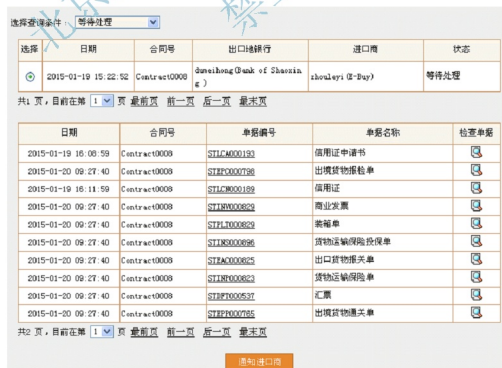 选择查询条件： 等待处理
选择 日期 合同号 出口地银行 进口商 状态
2015-01-19 15:22:52 Contract0008 duweihong(Bank of Shaoxing) zhouleyi(E-Buy) 等待处理
共1 页，目前在第 1 页 最前页 前一页 后一页 最末页
日期 合同号 单据编号 单据名称 检查单据
2015-01-19 16:08:59 Contract0008 STLCA000193 信用证申请书
2015-01-20 09:27:40 Contract0008 STEPC000798 出境货物报检单
2015-01-19 16:11:59 Contract0008 STLCN000189 信用证
2015-01-20 09:27:40 Contract0008 STINV000829 商业发票
2015-01-20 09:27:40 Contract0008 STPLT000829 装箱单
2015-01-20 09:27:40 Contract0008 STINS000896 货物运输保险投保单
2015-01-20 09:27:40 Contract0008 STEAC000825 出口货物报关单
2015-01-20 09:27:40 Contract0008 STINP000823 货物运输保险单
2015-01-20 09:27:40 Contract0008 STDFT000537 汇票
2015-01-20 09:27:40 Contract0008 STEPP000765 出境货物通关单
共2 页，目前在第 1 页 最前页 前一页 后一页 最末页
通知进口商